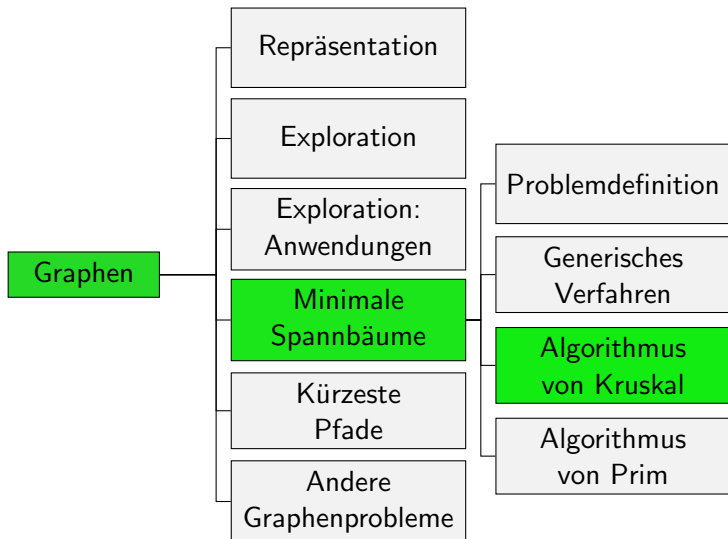 Graphen
Repräsentation
Exploration
Exploration:
Anwendungen
Minimale
Spannbäume
Kürzeste
Pfade
Andere
Graphenprobleme
Problemdefinition
Generisches
Verfahren
Algorithmus
von Kruskal
Algorithmus
von Prim